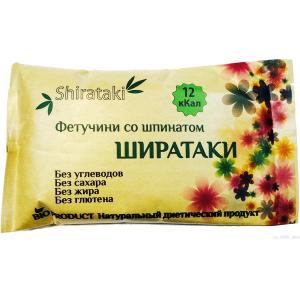 Shirataki
12
кКал
Фетучини со шпинатом
ШИРАТАКИ
Без углеводов
Без сахара
Без жира
Без глютена
BIO PRODUCT Натуральный диетический продукт